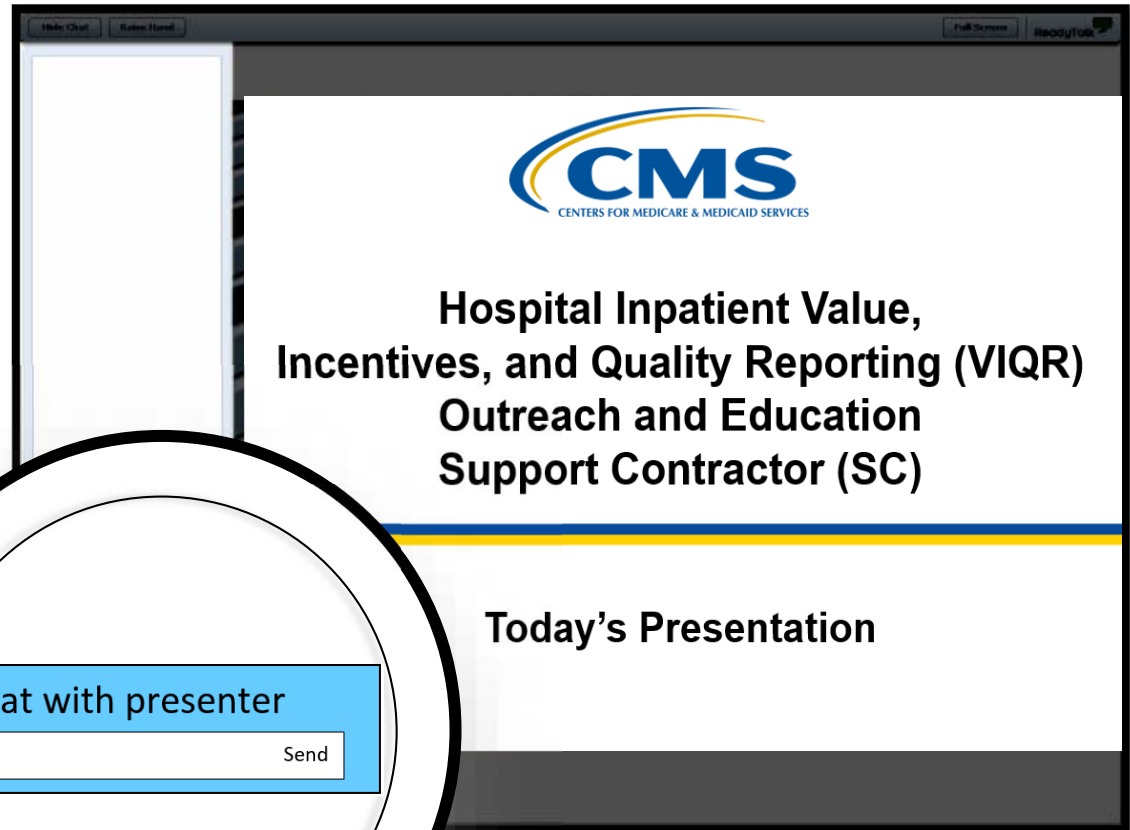 Hide Chat
Raise Hand
Full Screen
ReadyTalk
CMS
CENTERS FOR MEDICARE & MEDICAID SERVICES
Hospital Inpatient Value,
Incentives, and Quality Reporting (VIQR)
Outreach and Education
Support Contractor (SC)
Today’s Presentation
at with presenter
Send